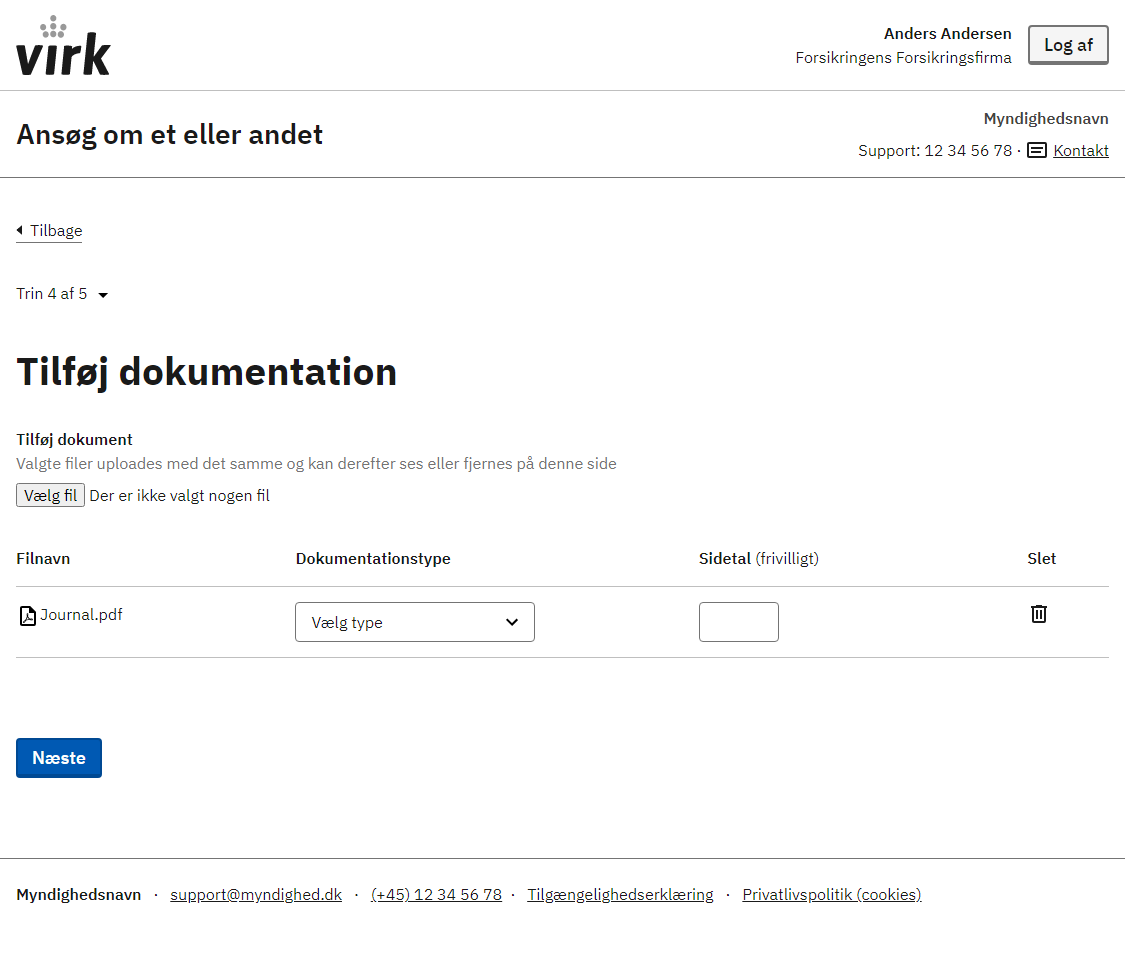 virk
Anders Andersen
Forsikringens Forsikringsfirma
Log af
Ansøg om et eller andet
Myndighedsnavn
Support: 12 34 56 78 · Kontakt
Tilbage
Trin 4 af 5
Tilføj dokumentation
Tilføj dokument
Valgte filer uploades med det samme og kan derefter ses eller fjernes på denne side
Vælg fil Der er ikke valgt nogen fil
Filnavn Dokumentationstype Sidetal (frivilligt) Slet
Journal.pdf Vælg type
Næste
Myndighedsnavn · support@myndighed.dk · (+45) 12 34 56 78 · Tilgængelighedserklæring · Privatlivspolitik (cookies)